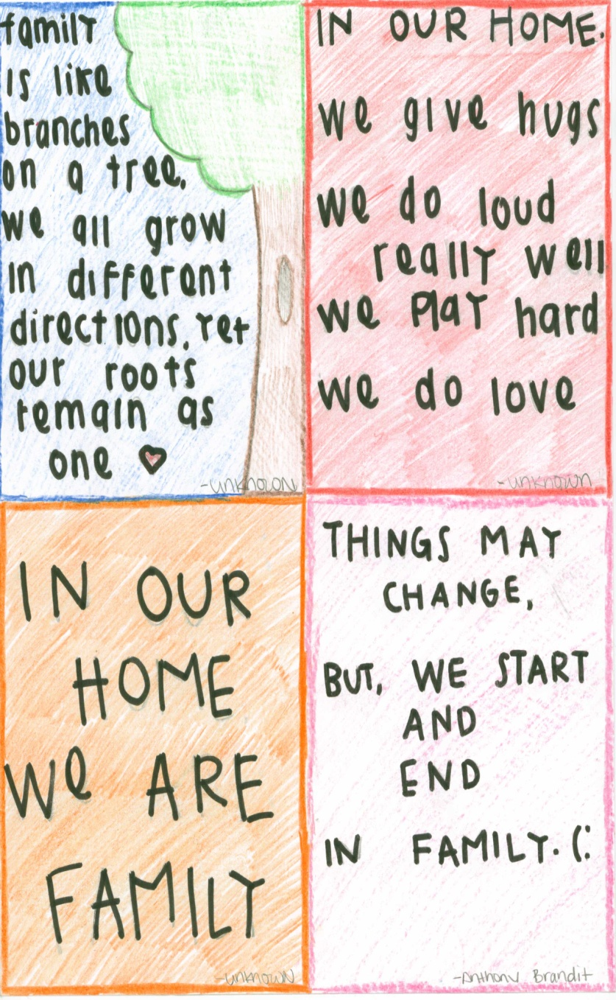 family
is like
branches
on a tree.
we all grow
in different
directions, yet
our roots
remain as
one
-unknown
IN OUR HOME.
we give hugs
we do loud
really well
we play hard
we do love
-unknown
IN OUR
HOME
We ARE
FAMILY
-unknown
THINGS MAY
CHANGE,
BUT, WE START
AND
END
IN FAMILY. (:
-Anthony Brandit